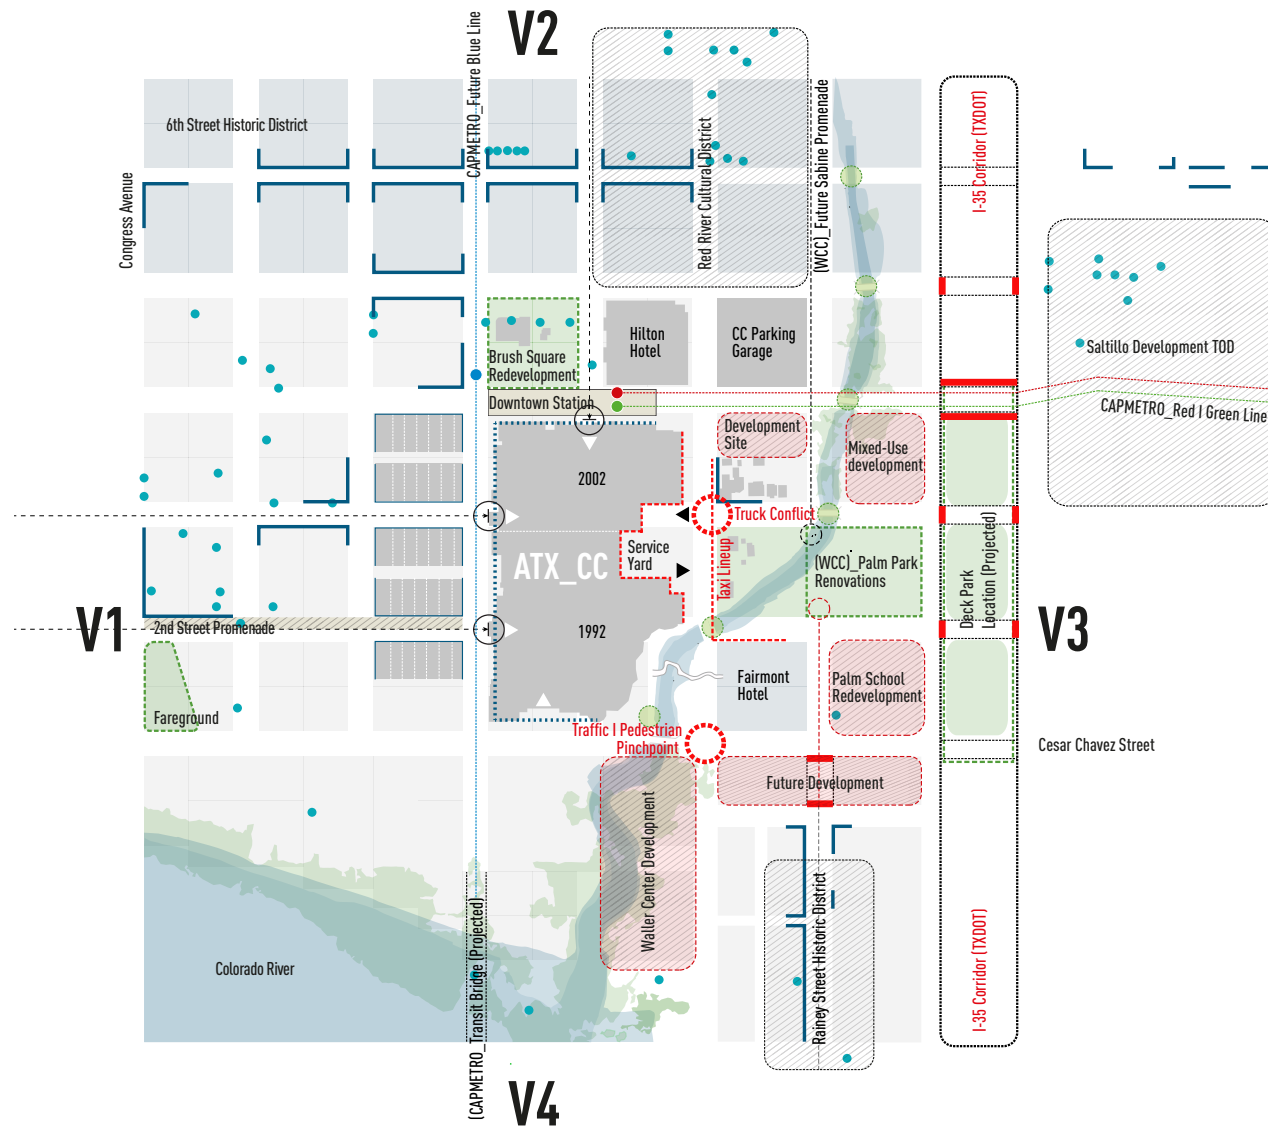 V2
CAPMETRO_Future Blue Line
6th Street Historic District
Congress Avenue
Red River Cultural District
(WCC)_Future Sabine Promenade
I-35 Corridor (TXDOT)
Hilton
Hotel
CC Parking
Garage
Brush Square
Redevelopment
Downtown Station
Saltillo Development TOD
CAPMETRO_Red I Green Line
Development
Site
Mixed-Use
development
2002
Truck Conflict
Service
Yard
ATX_CC
Taxi Lineup
(WCC)_Palm Park
Renovations
Deck Park
Location (Projected)
V1
2nd Street Promenade
1992
V3
Fareground
Fairmont
Hotel
Palm School
Redevelopment
Traffic I Pedestrian
Pinchpoint
Cesar Chavez Street
Future Development
Waller Center Development
Colorado River
(CAPMETRO_Transit Bridge (Projected)
Rainey Street Historic District
I-35 Corridor (TXDOT)
V4